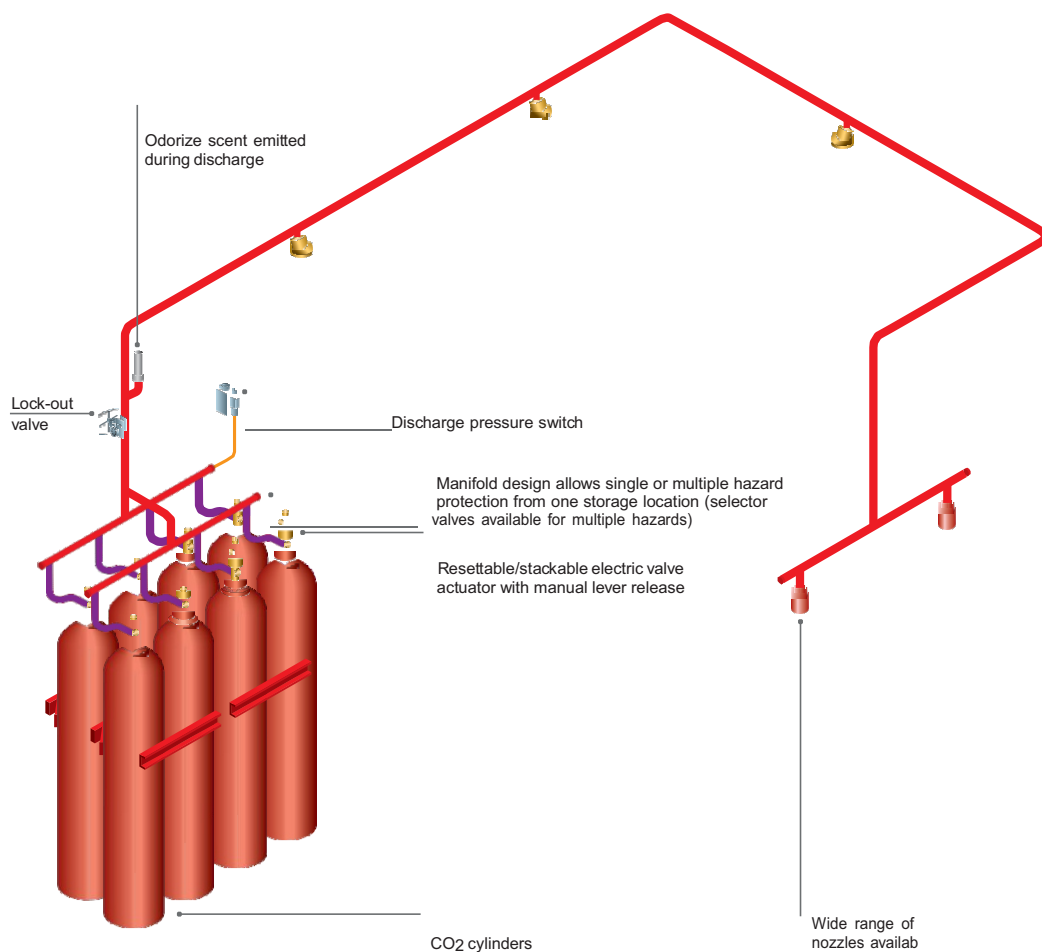 Odorize scent emitted
during discharge
Lock-out
valve
Discharge pressure switch
Manifold design allows single or multiple hazard
protection from one storage location (selector
valves available for multiple hazards)
Resettable/stackable electric valve
actuator with manual lever release
CO2 cylinders
Wide range of
nozzles availab